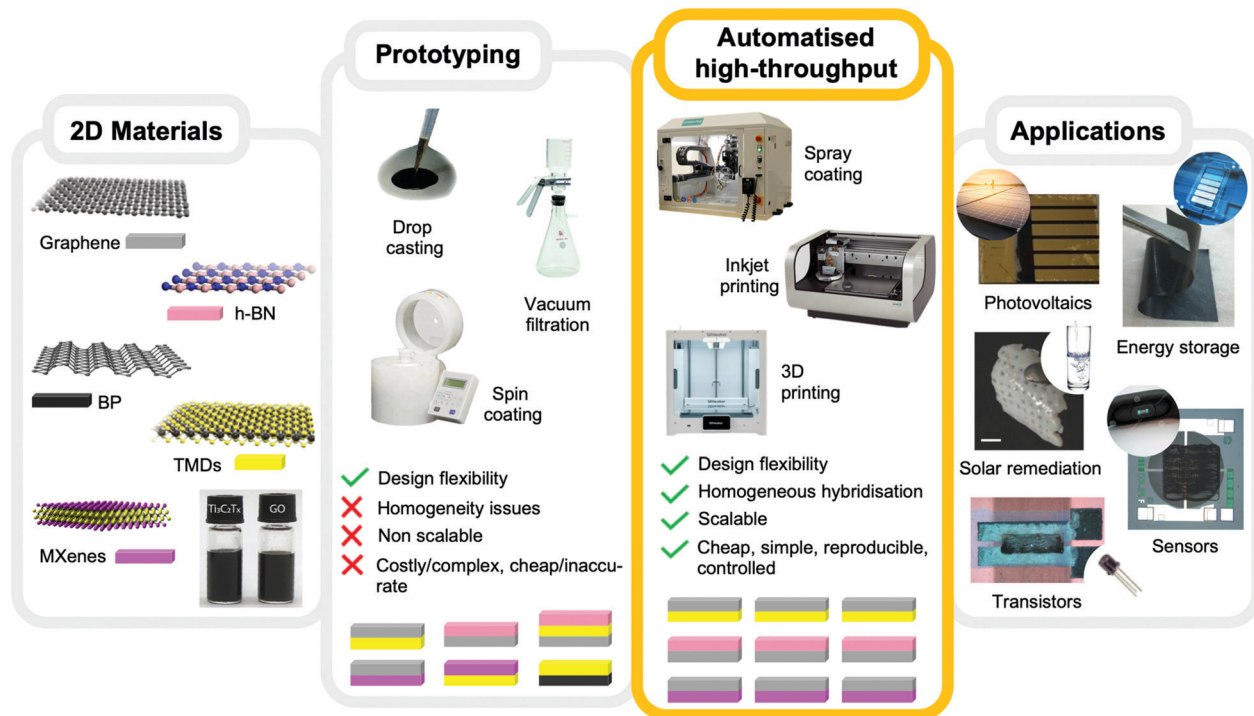 2D Materials
Graphene
h-BN
BP
TMDs
MXenes
Ti₃C₂Tₓ
GO
Prototyping
Drop
casting
Vacuum
filtration
Spin
coating
Design flexibility
Homogeneity issues
Non scalable
Costly/complex, cheap/inaccu-
rate
Automatised
high-throughput
Spray
coating
Inkjet
printing
3D
printing
Design flexibility
Homogeneous hybridisation
Scalable
Cheap, simple, reproducible,
controlled
Applications
Photovoltaics
Energy storage
Solar remediation
Sensors
Transistors